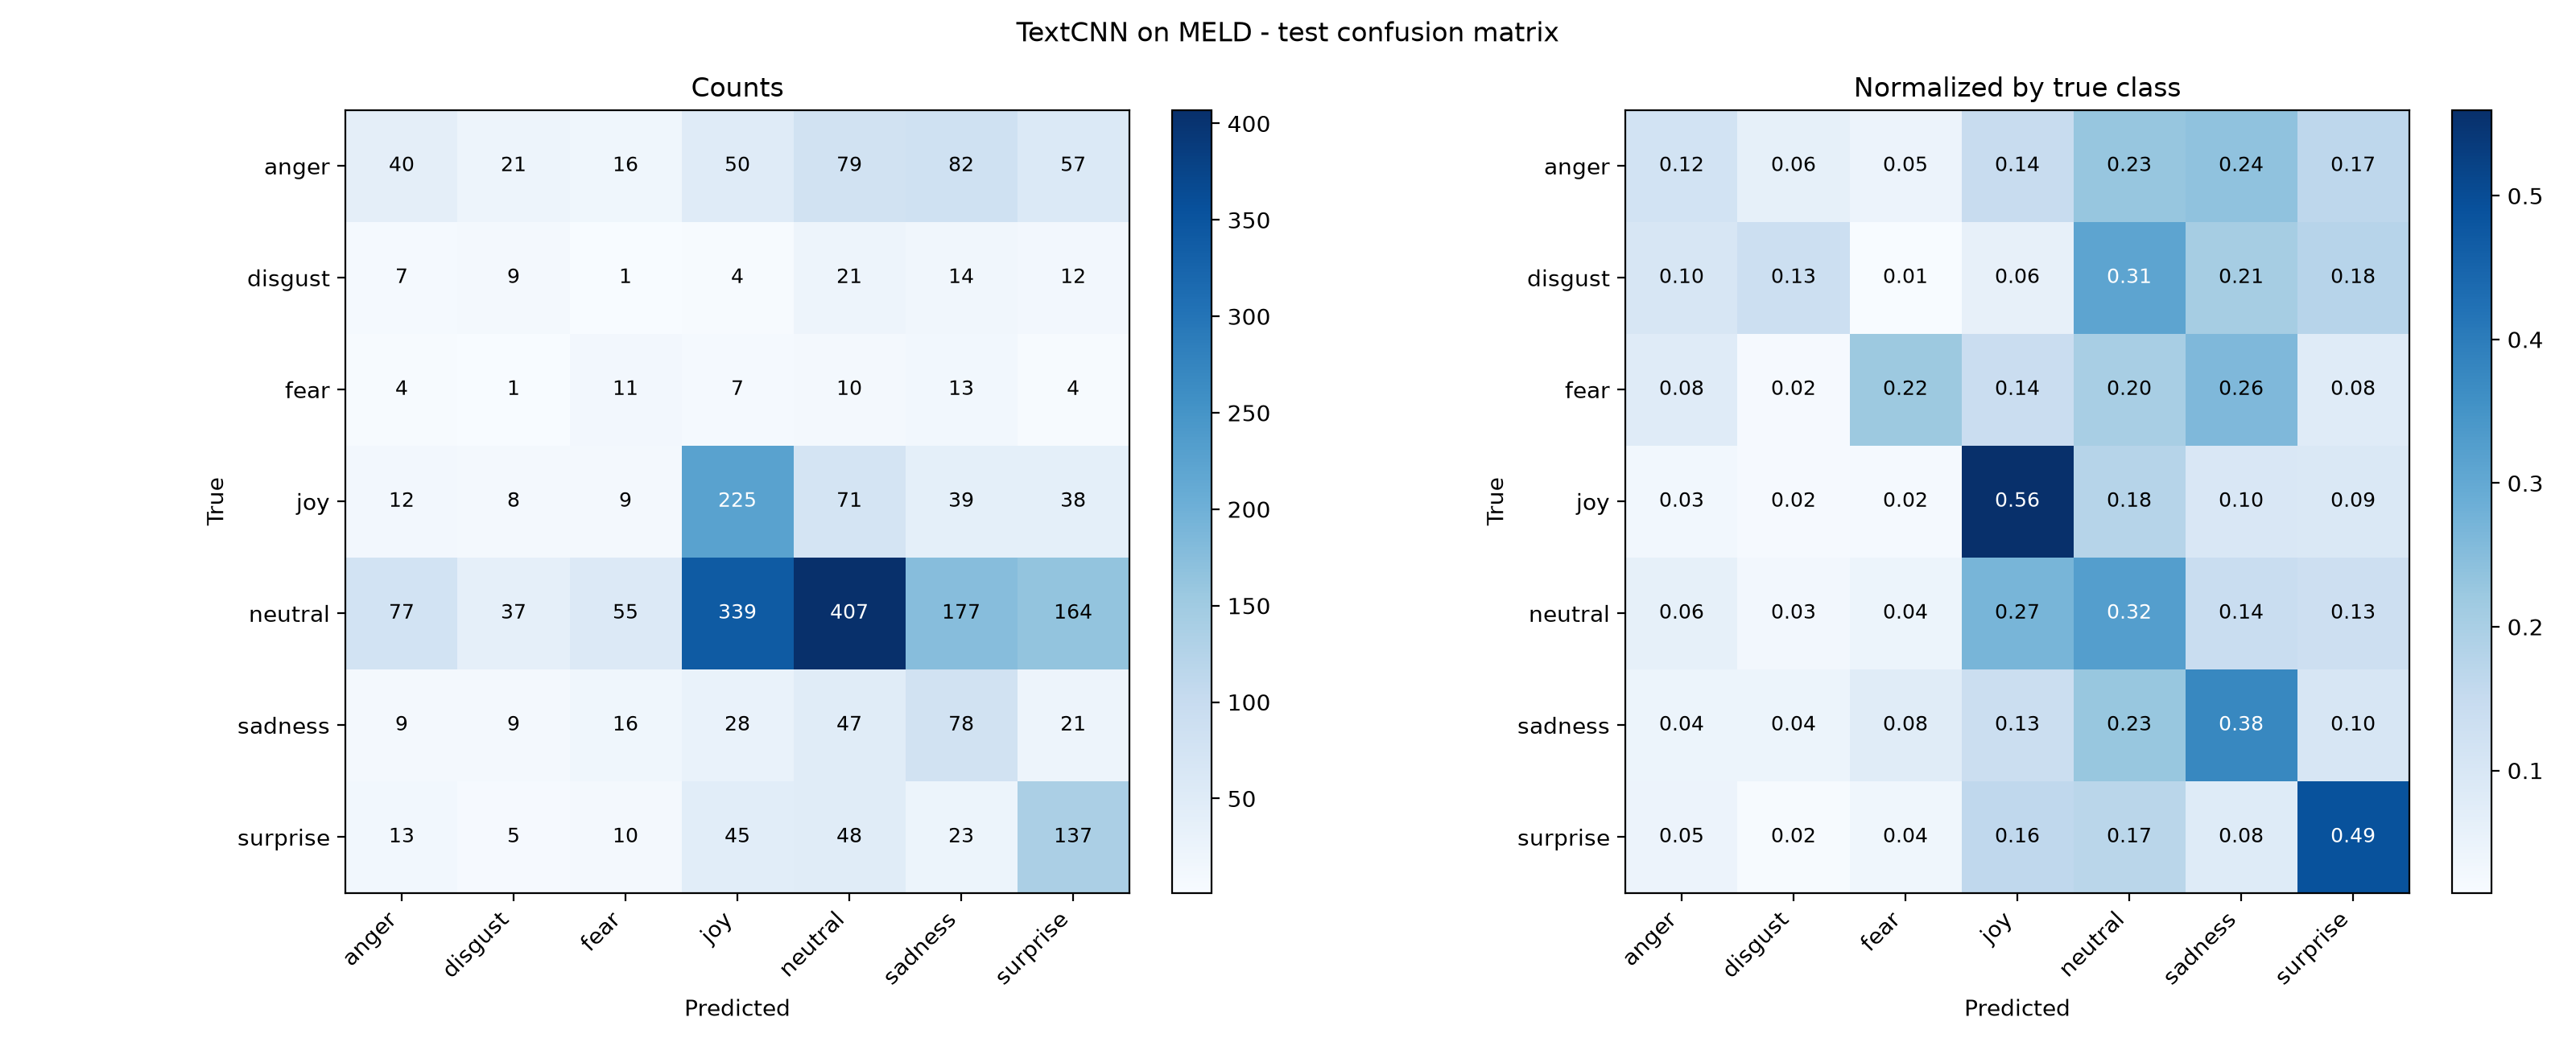 TextCNN on MELD - test confusion matrix
Counts
anger 40 21 16 50 79 82 57
disgust 7 9 1 4 21 14 12
fear 4 1 11 7 10 13 4
joy 12 8 9 225 71 39 38
neutral 77 37 55 339 407 177 164
sadness 9 9 16 28 47 78 21
surprise 13 5 10 45 48 23 137
True
anger disgust fear joy neutral sadness surprise
Predicted
400
350
300
250
200
150
100
50
Normalized by true class
anger 0.12 0.06 0.05 0.14 0.23 0.24 0.17
disgust 0.10 0.13 0.01 0.06 0.31 0.21 0.18
fear 0.08 0.02 0.22 0.14 0.20 0.26 0.08
joy 0.03 0.02 0.02 0.56 0.18 0.10 0.09
neutral 0.06 0.03 0.04 0.27 0.32 0.14 0.13
sadness 0.04 0.04 0.08 0.13 0.23 0.38 0.10
surprise 0.05 0.02 0.04 0.16 0.17 0.08 0.49
True
anger disgust fear joy neutral sadness surprise
Predicted
0.5
0.4
0.3
0.2
0.1